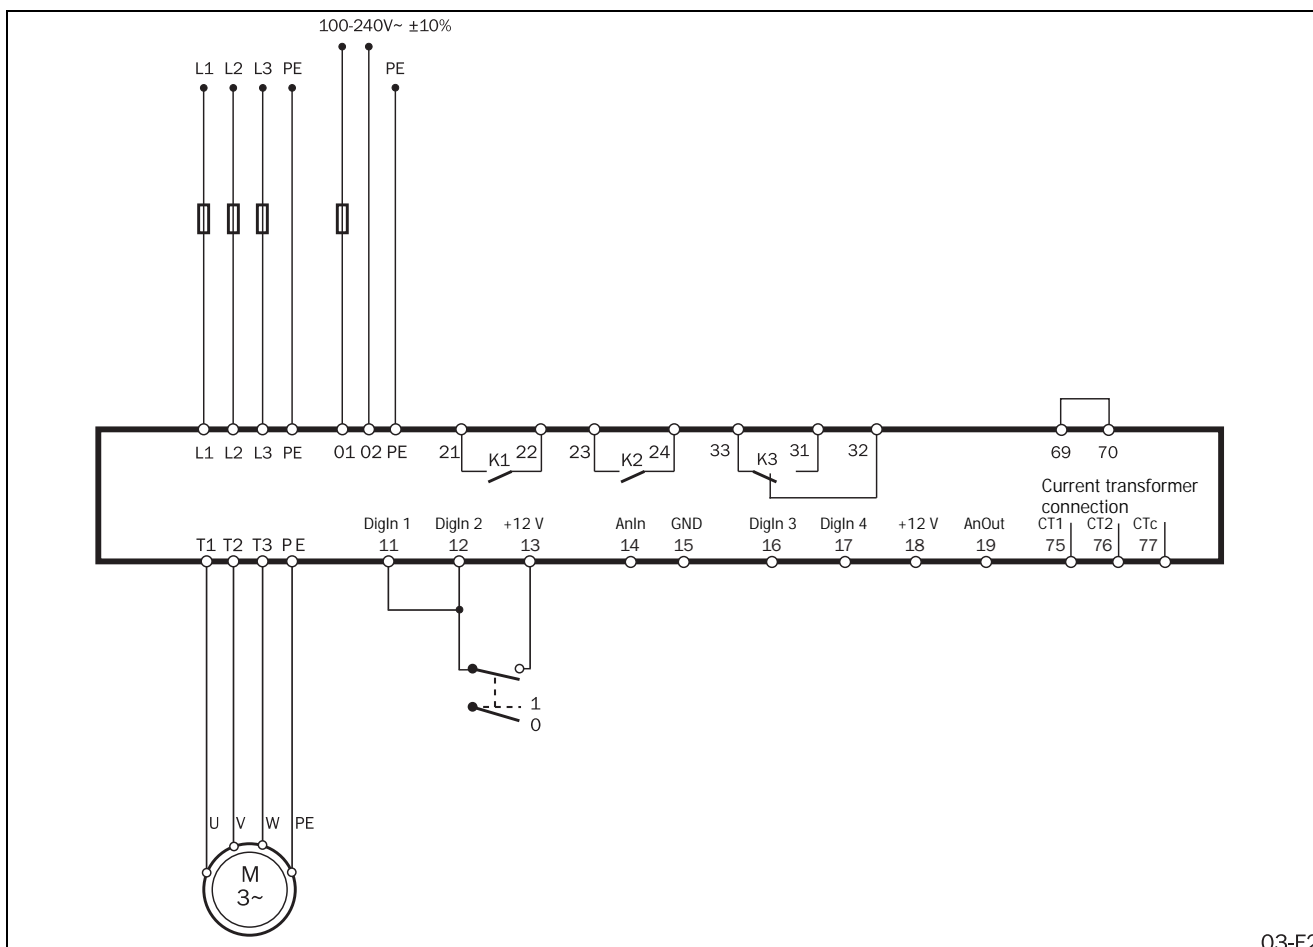 100-240V~ ±10%
L1 L2 L3 PE PE
L1 L2 L3 PE 01 02 PE 21 K1 22 23 K2 24 33 K3 31 32 69 70
Current transformer
connection
DigIn 1 DigIn 2 +12 V AnIn GND DigIn 3 DigIn 4 +12 V AnOut CT1 CT2 CTc
T1 T2 T3 P E 11 12 13 14 15 16 17 18 19 75 76 77
1
0
U V W PE
M
3~